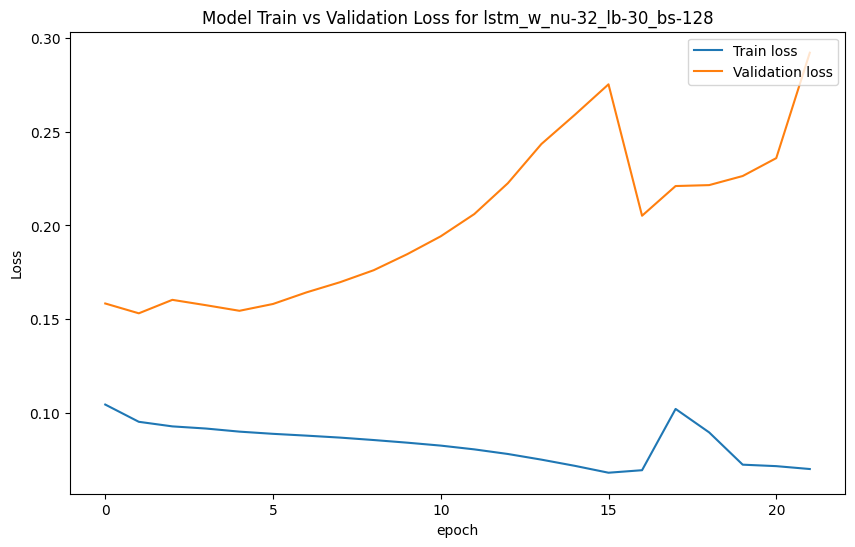 Model Train vs Validation Loss for lstm_w_nu-32_lb-30_bs-128
Train loss
Validation loss
0.30
0.25
0.20
0.15
0.10
Loss
0
5
10
15
20
epoch